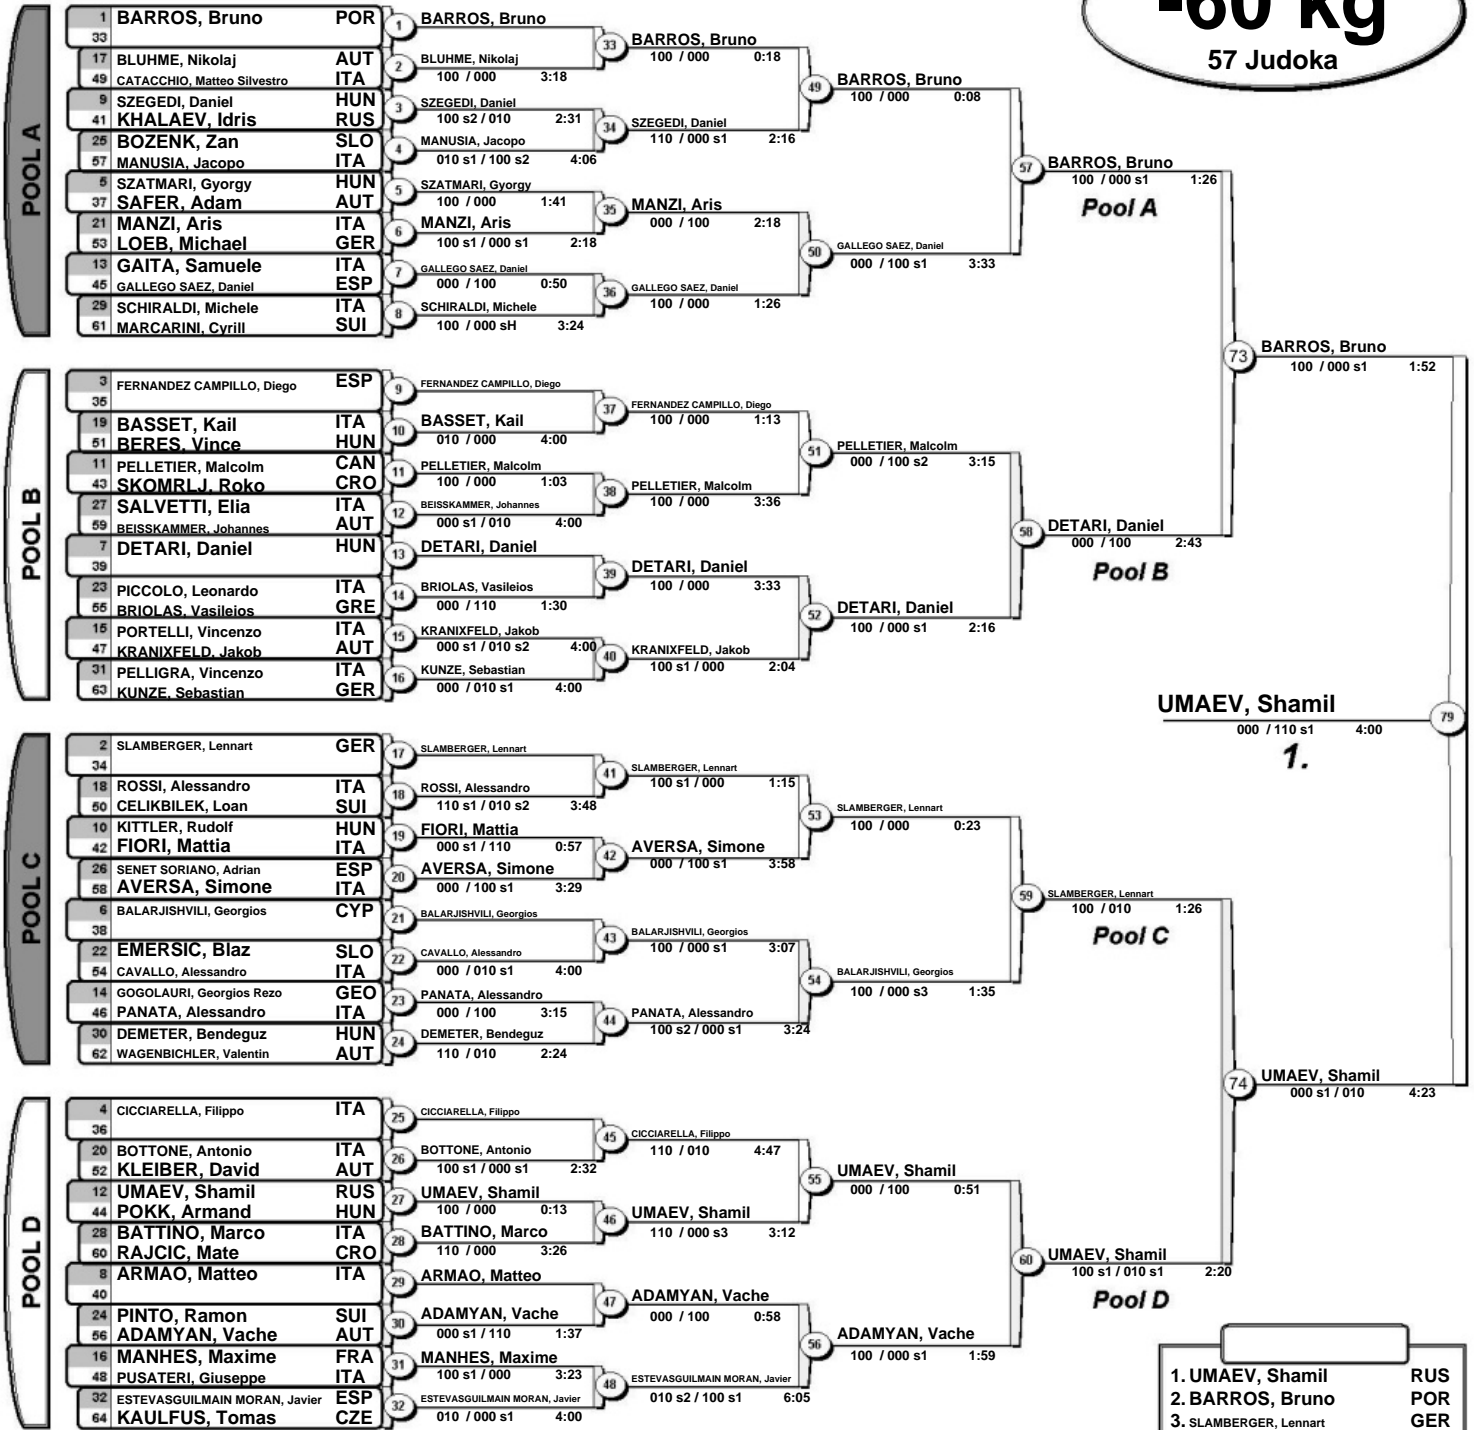 -60 kg
57 Judoka
POOL A
1 BARROS, Bruno POR
33
17 BLUHME, Nikolaj AUT
49 CATACCHIO, Matteo Silvestro ITA
9 SZEGEDI, Daniel HUN
41 KHALAEV, Idris RUS
25 BOZENK, Zan SLO
57 MANUSIA, Jacopo ITA
5 SZATMARI, Gyorgy HUN
37 SAFER, Adam AUT
21 MANZI, Aris ITA
53 LOEB, Michael GER
13 GAITA, Samuele ITA
45 GALLEGO SAEZ, Daniel ESP
29 SCHIRALDI, Michele ITA
61 MARCARINI, Cyrill SUI
1 BARROS, Bruno
2 BLUHME, Nikolaj
100 / 000 3:18
3 SZEGEDI, Daniel
100 s2 / 010 2:31
4 MANUSIA, Jacopo
010 s1 / 100 s2 4:06
5 SZATMARI, Gyorgy
100 / 000 1:41
6 MANZI, Aris
100 s1 / 000 s1 2:18
7 GALLEGO SAEZ, Daniel
000 / 100 0:50
8 SCHIRALDI, Michele
100 / 000 sH 3:24
33 BARROS, Bruno
100 / 000 0:18
34 SZEGEDI, Daniel
110 / 000 s1 2:16
35 MANZI, Aris
000 / 100 2:18
36 GALLEGO SAEZ, Daniel
100 / 000 1:26
49 BARROS, Bruno
100 / 000 0:08
50 GALLEGO SAEZ, Daniel
000 / 100 s1 3:33
57 BARROS, Bruno
100 / 000 s1 1:26
Pool A
POOL B
3 FERNANDEZ CAMPILLO, Diego ESP
35
19 BASSET, Kail ITA
51 BERES, Vince HUN
11 PELLETIER, Malcolm CAN
43 SKOMRLJ, Roko CRO
27 SALVETTI, Elia ITA
59 BEISSKAMMER, Johannes AUT
7 DETARI, Daniel HUN
39
23 PICCOLO, Leonardo ITA
55 BRIOLAS, Vasileios GRE
15 PORTELLI, Vincenzo ITA
47 KRANIXFELD, Jakob AUT
31 PELLIGRA, Vincenzo ITA
63 KUNZE, Sebastian GER
9 FERNANDEZ CAMPILLO, Diego
10 BASSET, Kail
010 / 000 4:00
11 PELLETIER, Malcolm
100 / 000 1:03
12 BEISSKAMMER, Johannes
000 s1 / 010 4:00
13 DETARI, Daniel
14 BRIOLAS, Vasileios
000 / 110 1:30
15 KRANIXFELD, Jakob
000 s1 / 010 s2 4:00
16 KUNZE, Sebastian
000 / 010 s1 4:00
37 FERNANDEZ CAMPILLO, Diego
100 / 000 1:13
38 PELLETIER, Malcolm
100 / 000 3:36
39 DETARI, Daniel
100 / 000 3:33
40 KRANIXFELD, Jakob
100 s1 / 000 2:04
51 PELLETIER, Malcolm
000 / 100 s2 3:15
52 DETARI, Daniel
100 / 000 s1 2:16
58 DETARI, Daniel
000 / 100 2:43
Pool B
73 BARROS, Bruno
100 / 000 s1 1:52
UMAEV, Shamil 79
000 / 110 s1 4:00
1.
POOL C
2 SLAMBERGER, Lennart GER
34
18 ROSSI, Alessandro ITA
50 CELIKBILEK, Loan SUI
10 KITTLER, Rudolf HUN
42 FIORI, Mattia ITA
26 SENET SORIANO, Adrian ESP
58 AVERSA, Simone ITA
6 BALARJISHVILI, Georgios CYP
38
22 EMERSIC, Blaz SLO
54 CAVALLO, Alessandro ITA
14 GOGOLAURI, Georgios Rezo GEO
46 PANATA, Alessandro ITA
30 DEMETER, Bendeguz HUN
62 WAGENBICHLER, Valentin AUT
17 SLAMBERGER, Lennart
18 ROSSI, Alessandro
110 s1 / 010 s2 3:48
19 FIORI, Mattia
000 s1 / 110 0:57
20 AVERSA, Simone
000 / 100 s1 3:29
21 BALARJISHVILI, Georgios
22 CAVALLO, Alessandro
000 / 010 s1 4:00
23 PANATA, Alessandro
000 / 100 3:15
24 DEMETER, Bendeguz
110 / 010 2:24
41 SLAMBERGER, Lennart
100 s1 / 000 1:15
42 AVERSA, Simone
000 / 100 s1 3:58
43 BALARJISHVILI, Georgios
100 / 000 s1 3:07
44 PANATA, Alessandro
100 s2 / 000 s1 3:24
53 SLAMBERGER, Lennart
100 / 000 0:23
54 BALARJISHVILI, Georgios
100 / 000 s3 1:35
59 SLAMBERGER, Lennart
100 / 010 1:26
Pool C
POOL D
4 CICCIARELLA, Filippo ITA
36
20 BOTTONE, Antonio ITA
52 KLEIBER, David AUT
12 UMAEV, Shamil RUS
44 POKK, Armand HUN
28 BATTINO, Marco ITA
60 RAJCIC, Mate CRO
8 ARMAO, Matteo ITA
40
24 PINTO, Ramon SUI
56 ADAMYAN, Vache AUT
16 MANHES, Maxime FRA
48 PUSATERI, Giuseppe ITA
32 ESTEVASGUILMAIN MORAN, Javier ESP
64 KAULFUS, Tomas CZE
25 CICCIARELLA, Filippo
26 BOTTONE, Antonio
100 s1 / 000 s1 2:32
27 UMAEV, Shamil
100 / 000 0:13
28 BATTINO, Marco
110 / 000 3:26
29 ARMAO, Matteo
30 ADAMYAN, Vache
000 s1 / 110 1:37
31 MANHES, Maxime
100 s1 / 000 3:23
32 ESTEVASGUILMAIN MORAN, Javier
010 / 000 s1 4:00
45 CICCIARELLA, Filippo
110 / 010 4:47
46 UMAEV, Shamil
110 / 000 s3 3:12
47 ADAMYAN, Vache
000 / 100 0:58
48 ESTEVASGUILMAIN MORAN, Javier
010 s2 / 100 s1 6:05
55 UMAEV, Shamil
000 / 100 0:51
56 ADAMYAN, Vache
100 / 000 s1 1:59
60 UMAEV, Shamil
100 s1 / 010 s1 2:20
Pool D
74 UMAEV, Shamil
000 s1 / 010 4:23
1. UMAEV, Shamil RUS
2. BARROS, Bruno POR
3. SLAMBERGER, Lennart GER